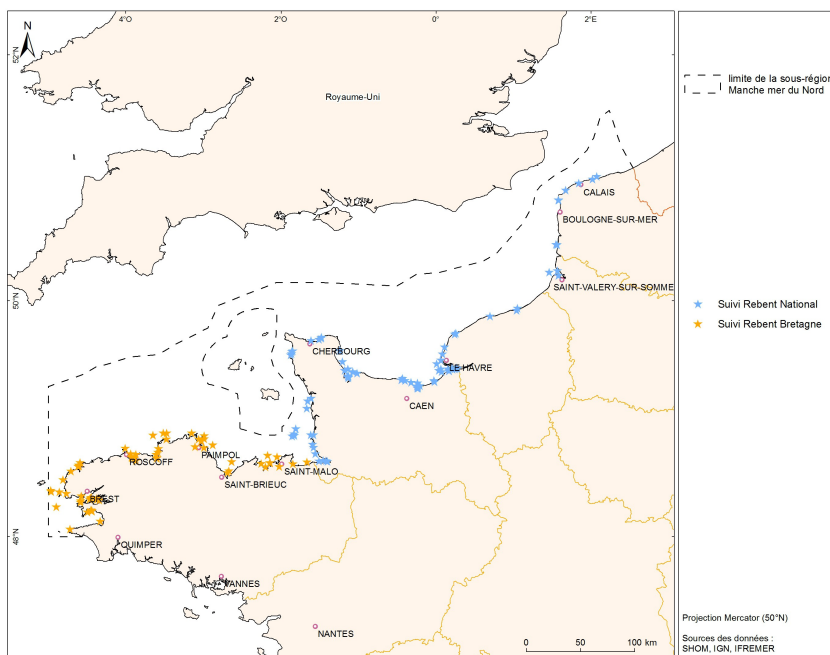 4°O
2°O
0°
2°E
N
52°N
Royaume-Uni
limite de la sous-région
Manche mer du Nord
CALAIS
BOULOGNE-SUR-MER
SAINT-VALERY-SUR-SOMME
50°N
Suivi Rebent National
Suivi Rebent Bretagne
CHERBOURG
LE HAVRE
CAEN
ROSCOFF
PAIMPOL
SAINT-MALO
SAINT-BRIEUC
BREST
48°N
QUIMPER
VANNES
NANTES
0 50 100 km
Projection Mercator (50°N)
Sources des données :
SHOM, IGN, IFREMER